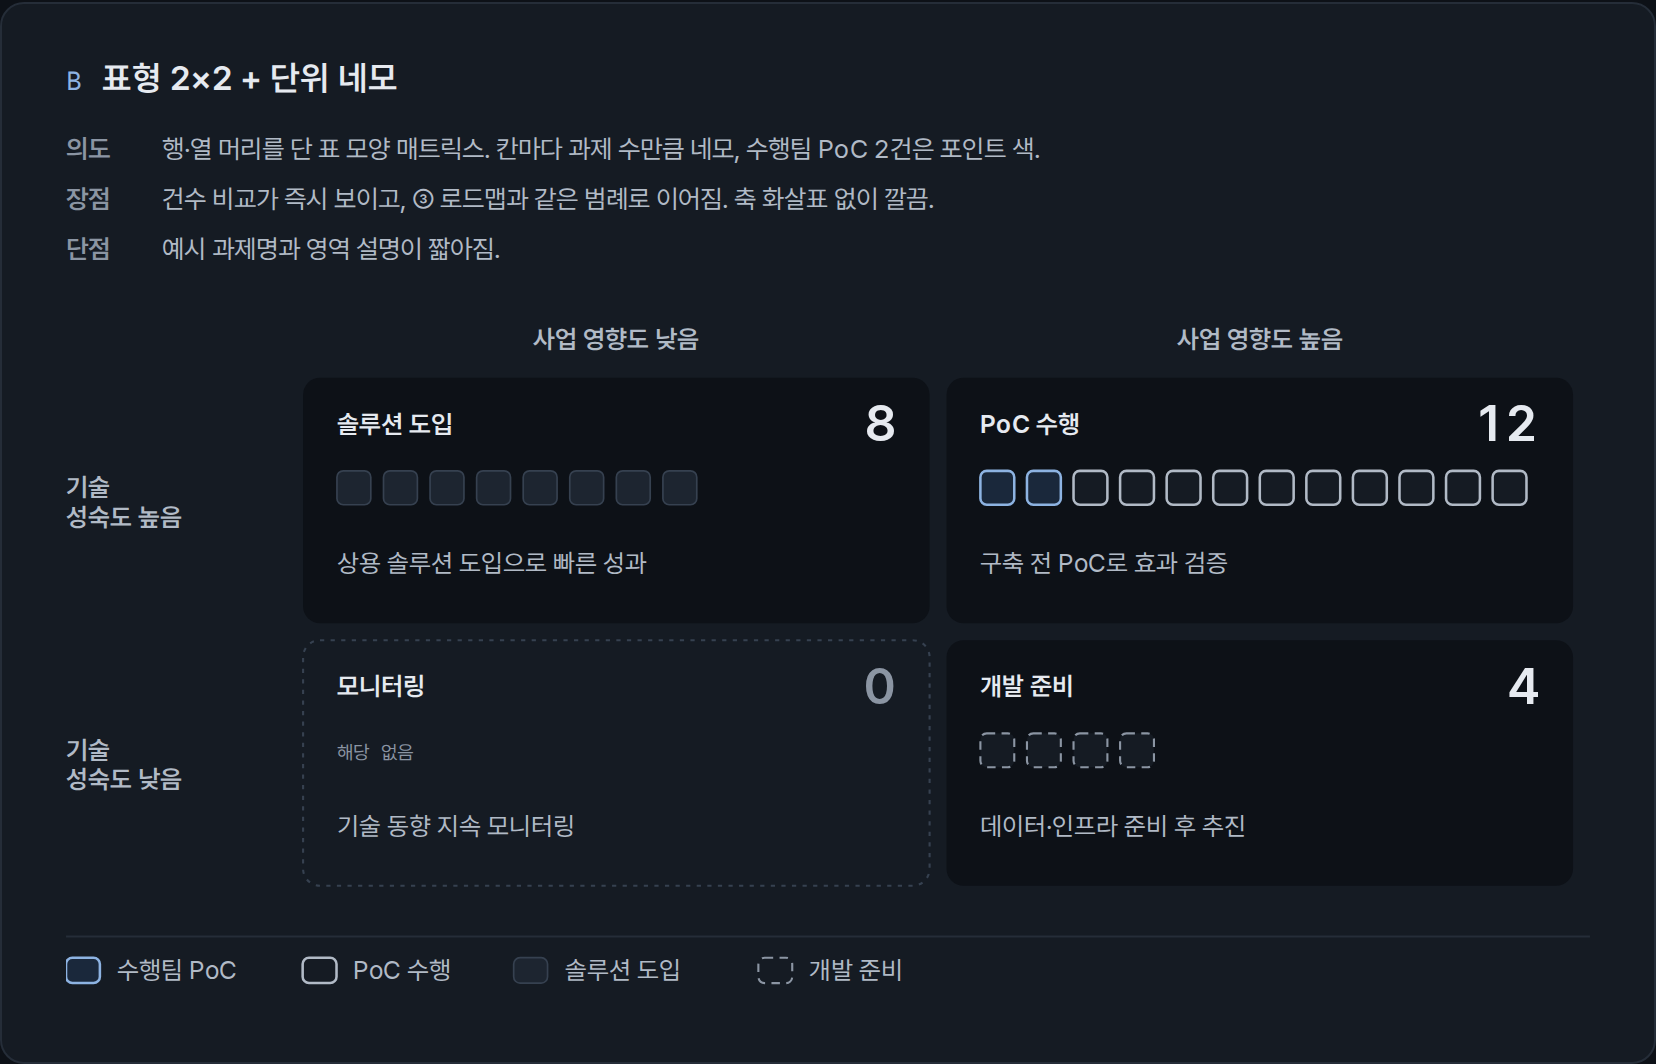 B 표형 2×2 + 단위 네모
의도 행·열 머리를 단 표 모양 매트릭스. 칸마다 과제 수만큼 네모, 수행팀 PoC 2건은 포인트 색.
장점 건수 비교가 즉시 보이고, ③ 로드맵과 같은 범례로 이어짐. 축 화살표 없이 깔끔.
단점 예시 과제명과 영역 설명이 짧아짐.
사업 영향도 낮음
사업 영향도 높음
기술
성숙도 높음
솔루션 도입 8
상용 솔루션 도입으로 빠른 성과
PoC 수행 12
구축 전 PoC로 효과 검증
기술
성숙도 낮음
모니터링 0
해당 없음
기술 동향 지속 모니터링
개발 준비 4
데이터·인프라 준비 후 추진
수행팀 PoC
PoC 수행
솔루션 도입
개발 준비